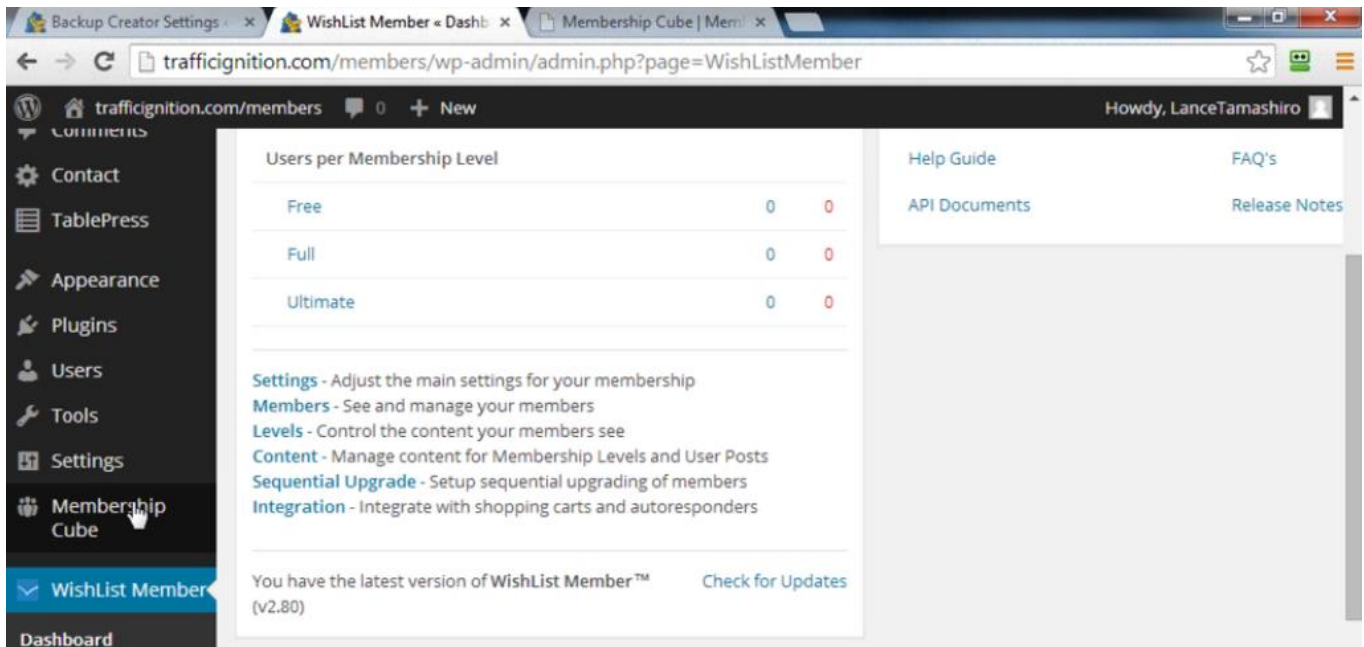 Backup Creator Settings
WishList Member « Dashb
Membership Cube | Mem
trafficignition.com/members/wp-admin/admin.php?page=WishListMember
trafficignition.com/members 0 + New Howdy, LanceTamashiro
Comments
Contact
TablePress
Appearance
Plugins
Users
Tools
Settings
Membership
Cube
WishList Member
Dashboard
Users per Membership Level
Free 0 0
Full 0 0
Ultimate 0 0
Settings - Adjust the main settings for your membership
Members - See and manage your members
Levels - Control the content your members see
Content - Manage content for Membership Levels and User Posts
Sequential Upgrade - Setup sequential upgrading of members
Integration - Integrate with shopping carts and autoresponders
You have the latest version of WishList Member™ Check for Updates
(v2.80)
Help Guide FAQ's
API Documents Release Notes